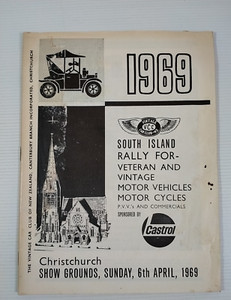 1969
VINTAGE
V.C.C.
SOUTH ISLAND
RALLY FOR-
VETERAN AND
VINTAGE
MOTOR VEHICLES
MOTOR CYCLES
P.V.V's AND COMMERCIALS
SPONSORED BY
Castrol
THE VINTAGE CAR CLUB OF NEW ZEALAND, CANTERBURY BRANCH INCORPORATED, CHRISTCHURCH
Christchurch
SHOW GROUNDS, SUNDAY, 6th APRIL, 1969